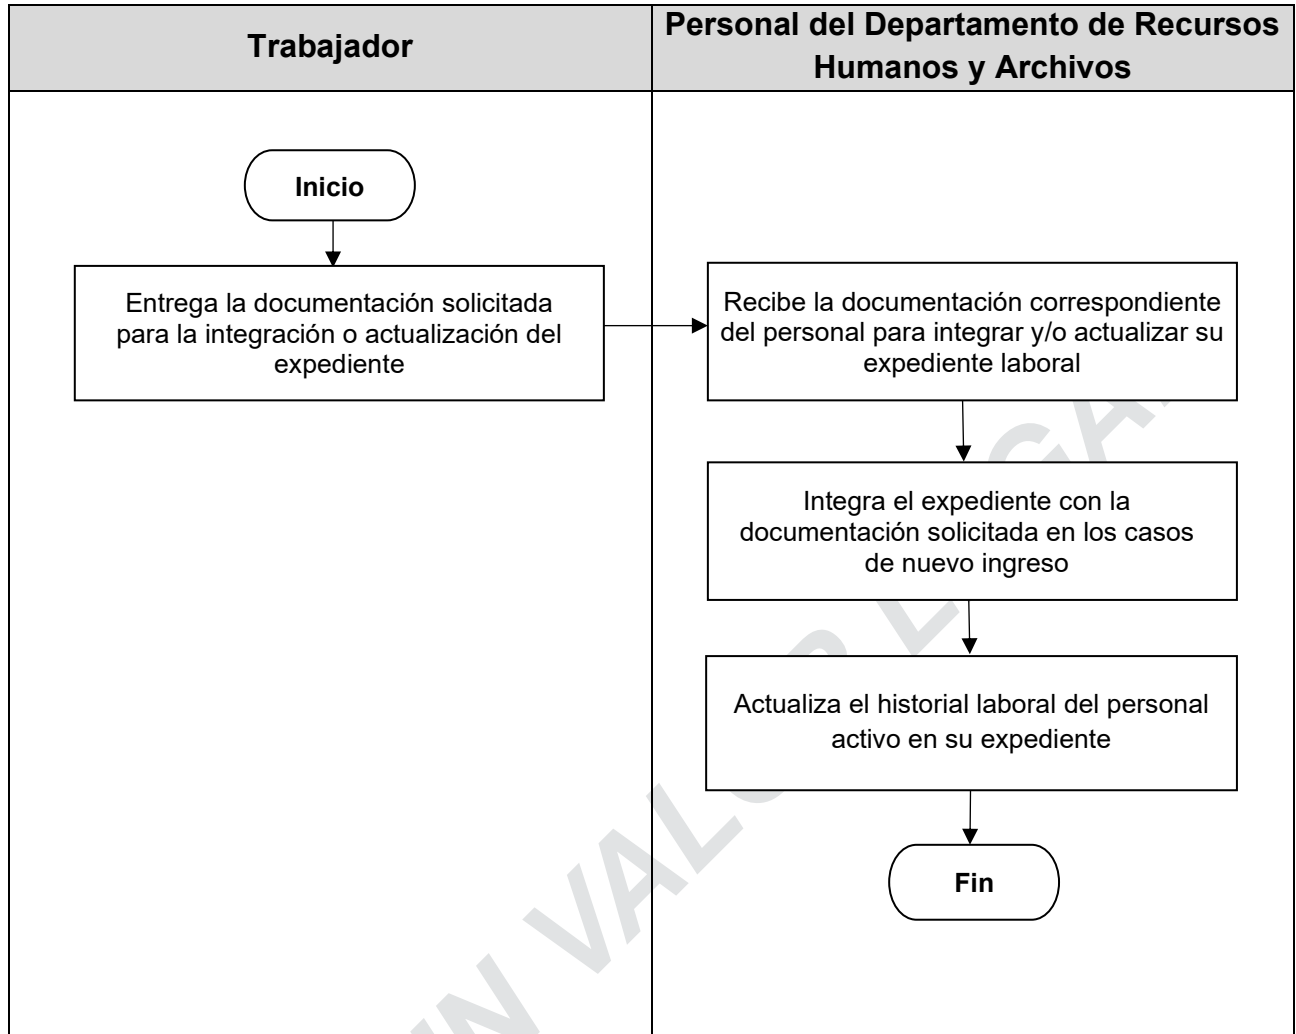 Trabajador
Personal del Departamento de Recursos
Humanos y Archivos
Inicio
Entrega la documentación solicitada
para la integración o actualización del
expediente
Recibe la documentación correspondiente
del personal para integrar y/o actualizar su
expediente laboral
Integra el expediente con la
documentación solicitada en los casos
de nuevo ingreso
Actualiza el historial laboral del personal
activo en su expediente
Fin